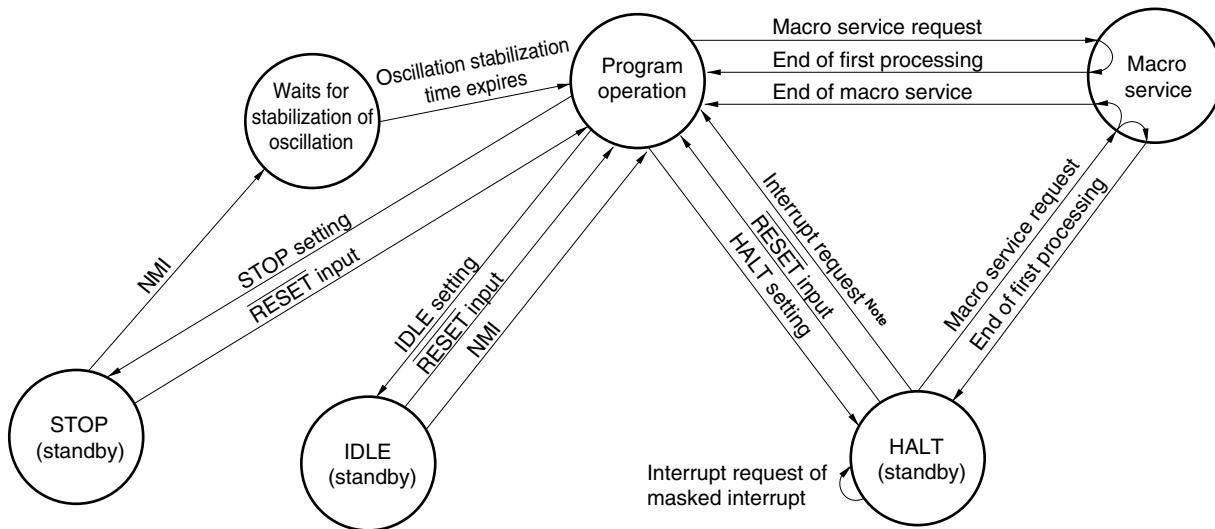 Waits for
stabilization of
oscillation
Oscillation stabilization
time expires
Program
operation
Macro service request
End of first processing
End of macro service
Macro
service
NMI
STOP setting
RESET input
IDLE setting
RESET input
NMI
HALT setting
RESET input
Interrupt request Note
Macro service request
End of first processing
STOP
(standby)
IDLE
(standby)
HALT
(standby)
Interrupt request of
masked interrupt